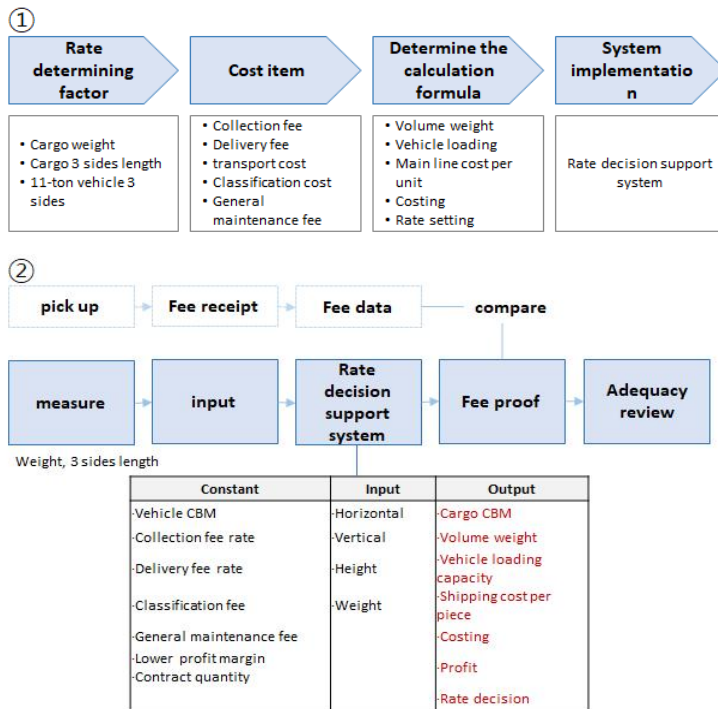 ①
Rate
determining
factor
Cost item
Determine the
calculation
formula
System
implementatio
n
• Cargo weight
• Cargo 3 sides length
• 11-ton vehicle 3
sides
• Collection fee
• Delivery fee
• transport cost
• Classification cost
• General
maintenance fee
• Volume weight
• Vehicle loading
• Main line cost per
unit
• Costing
• Rate setting
Rate decision support
system
②
pick up
Fee receipt
Fee data
compare
measure
input
Rate
decision
support
system
Fee proof
Adequacy
review
Weight, 3 sides length
Constant
Input
Output
·Vehicle CBM
·Horizontal
·Cargo CBM
·Collection fee rate
·Vertical
·Volume weight
·Delivery fee rate
·Height
·Vehicle loading
capacity
·Classification fee
·Weight
·Shipping cost per
piece
·General maintenance fee
·Costing
·Lower profit margin
·Contract quantity
·Profit
·Rate decision